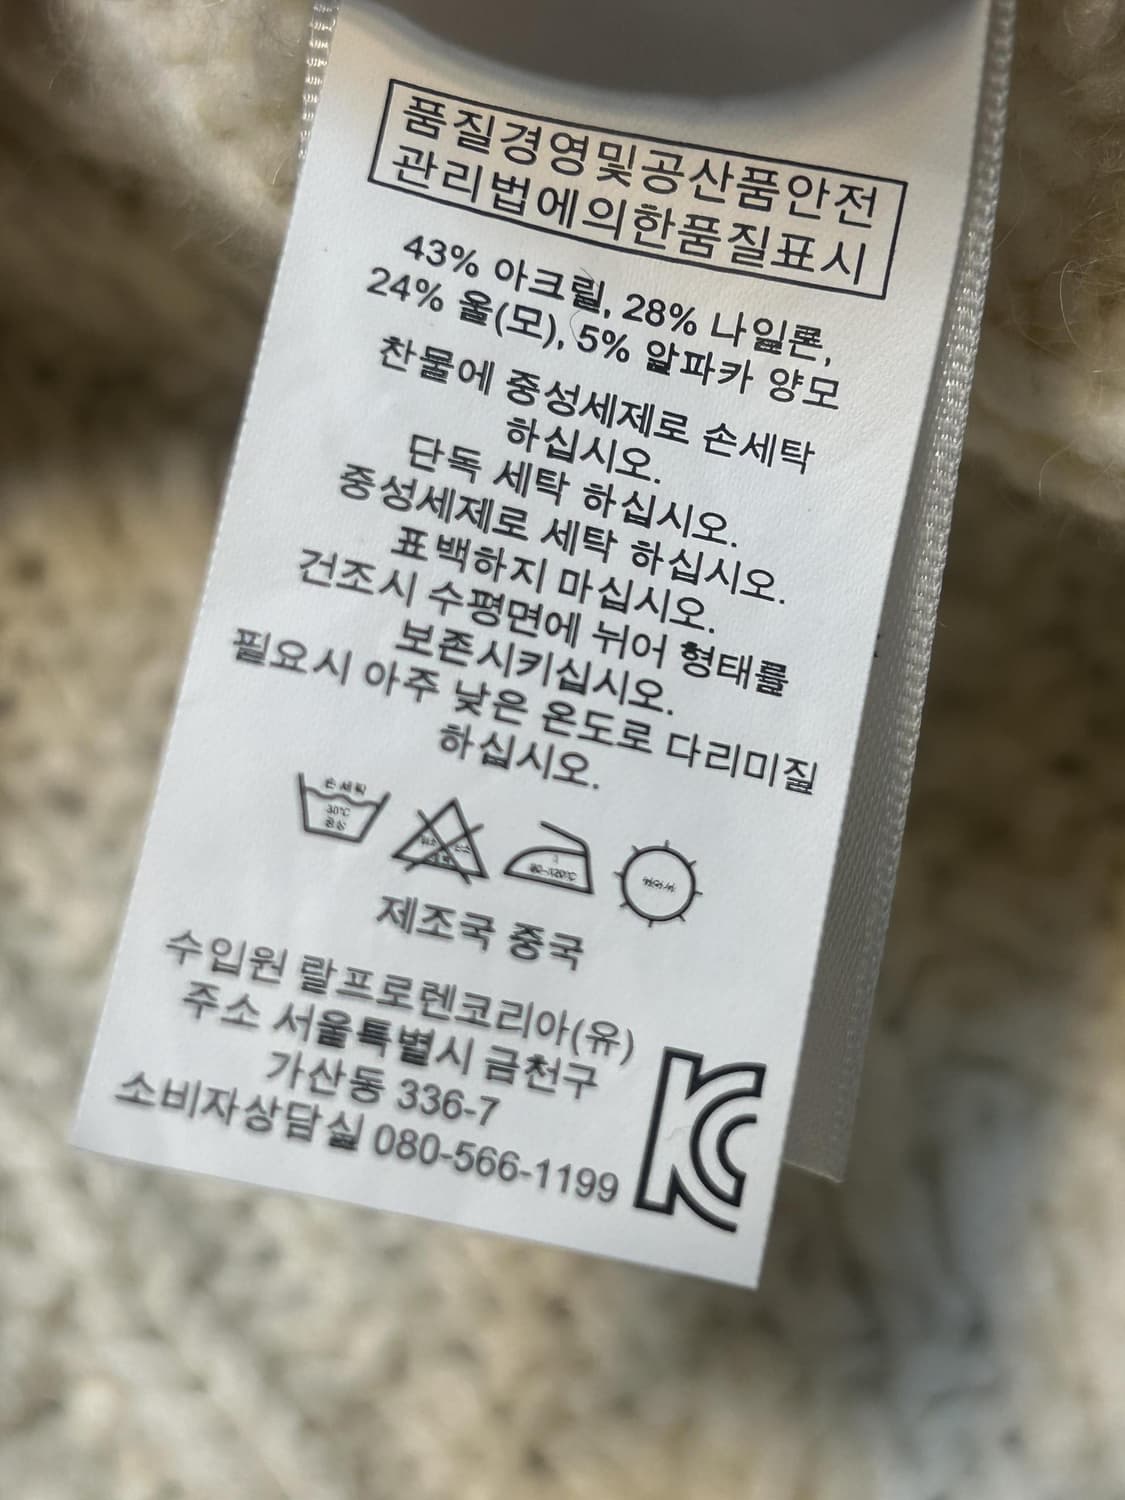 품질경영및공산품안전
관리법에의한품질표시
43% 아크릴, 28% 나일론,
24% 울(모), 5% 알파카 양모
찬물에 중성세제로 손세탁
하십시오.
단독 세탁 하십시오.
중성세제로 세탁 하십시오.
표백하지 마십시오.
건조시 수평면에 뉘어 형태를
보존시키십시오.
필요시 아주 낮은 온도로 다리미질
하십시오.
손세탁
30°C
중성
80~120°C
제조국 중국
수입원 랄프로렌코리아(유)
주소 서울특별시 금천구
가산동 336-7
소비자상담실 080-566-1199
KC